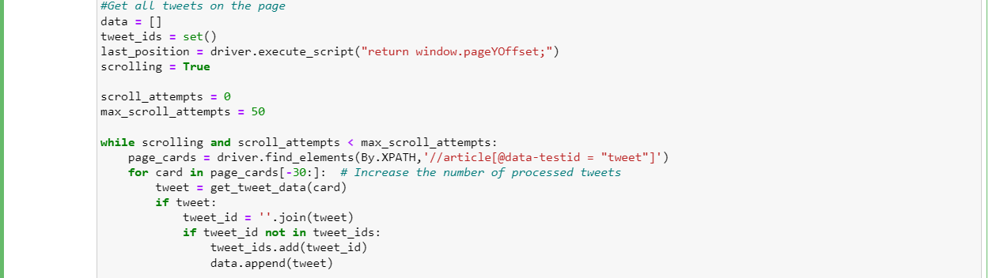 #Get all tweets on the page
data = []
tweet_ids = set()
last_position = driver.execute_script("return window.pageYOffset;")
scrolling = True
scroll_attempts = 0
max_scroll_attempts = 50
while scrolling and scroll_attempts < max_scroll_attempts:
    page_cards = driver.find_elements(By.XPATH,'//article[@data-testid = "tweet"]')
    for card in page_cards[-30:]:  # Increase the number of processed tweets
        tweet = get_tweet_data(card)
        if tweet:
            tweet_id = ''.join(tweet)
            if tweet_id not in tweet_ids:
                tweet_ids.add(tweet_id)
                data.append(tweet)